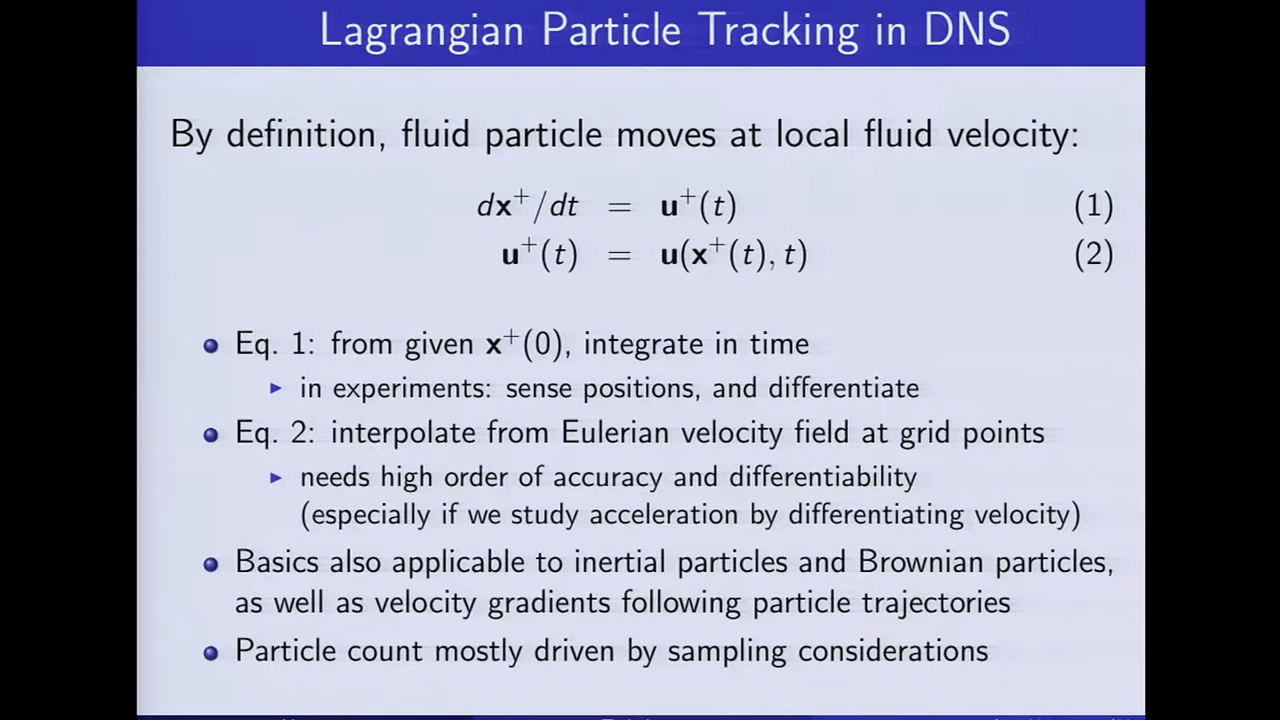 Lagrangian Particle Tracking in DNS
By definition, fluid particle moves at local fluid velocity:
dx⁺/dt = u⁺(t) (1)
u⁺(t) = u(x⁺(t), t) (2)
Eq. 1: from given x⁺(0), integrate in time
in experiments: sense positions, and differentiate
Eq. 2: interpolate from Eulerian velocity field at grid points
needs high order of accuracy and differentiability
(especially if we study acceleration by differentiating velocity)
Basics also applicable to inertial particles and Brownian particles,
as well as velocity gradients following particle trajectories
Particle count mostly driven by sampling considerations